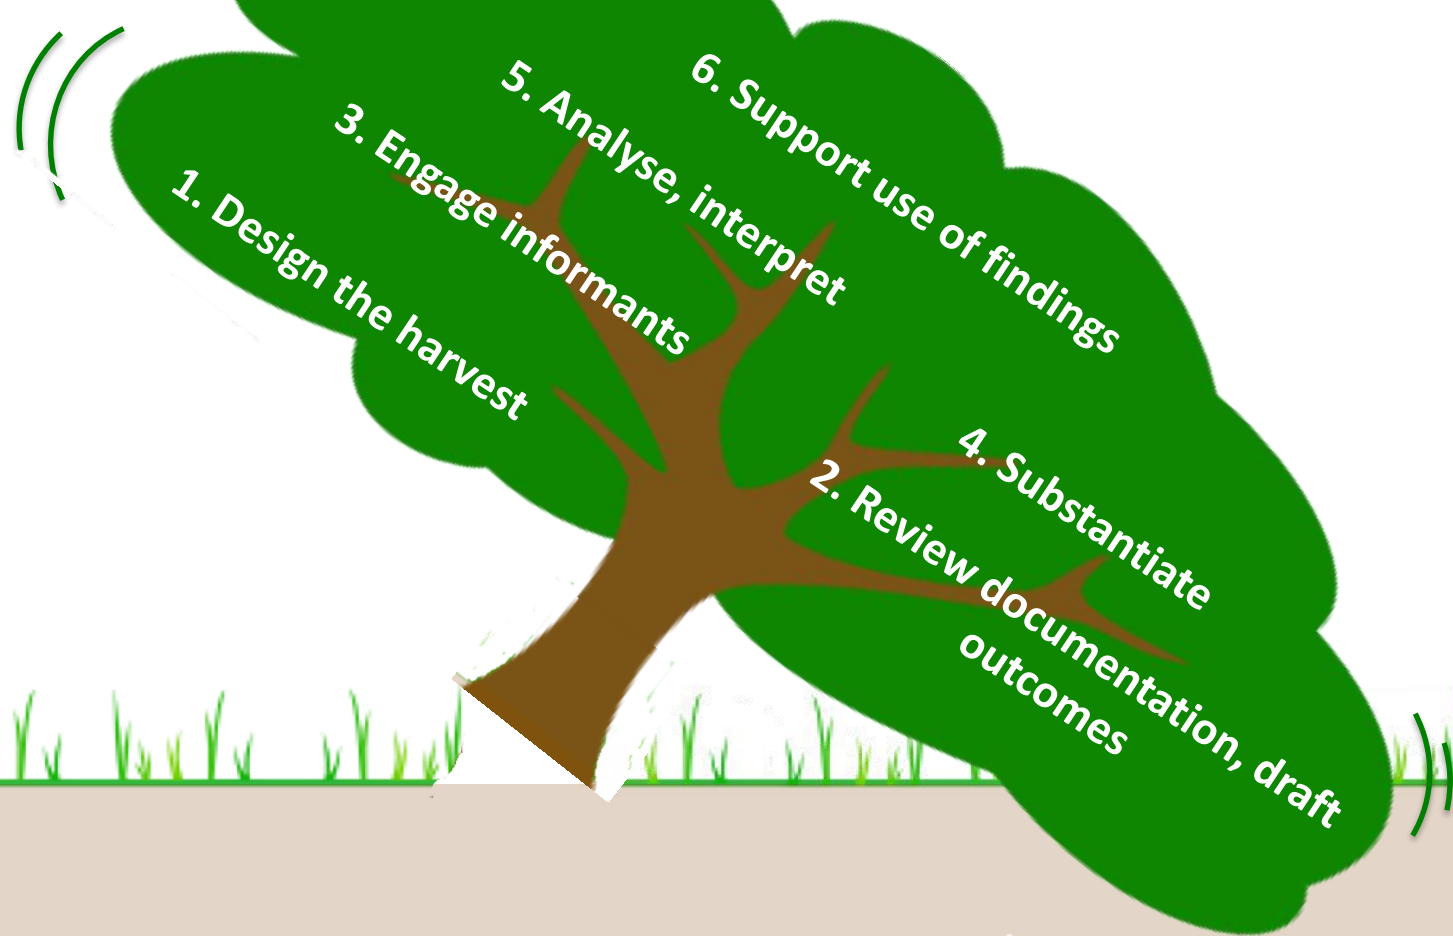 1. Design the harvest
2. Review documentation, draft
outcomes
3. Engage informants
4. Substantiate
5. Analyse, interpret
6. Support use of findings